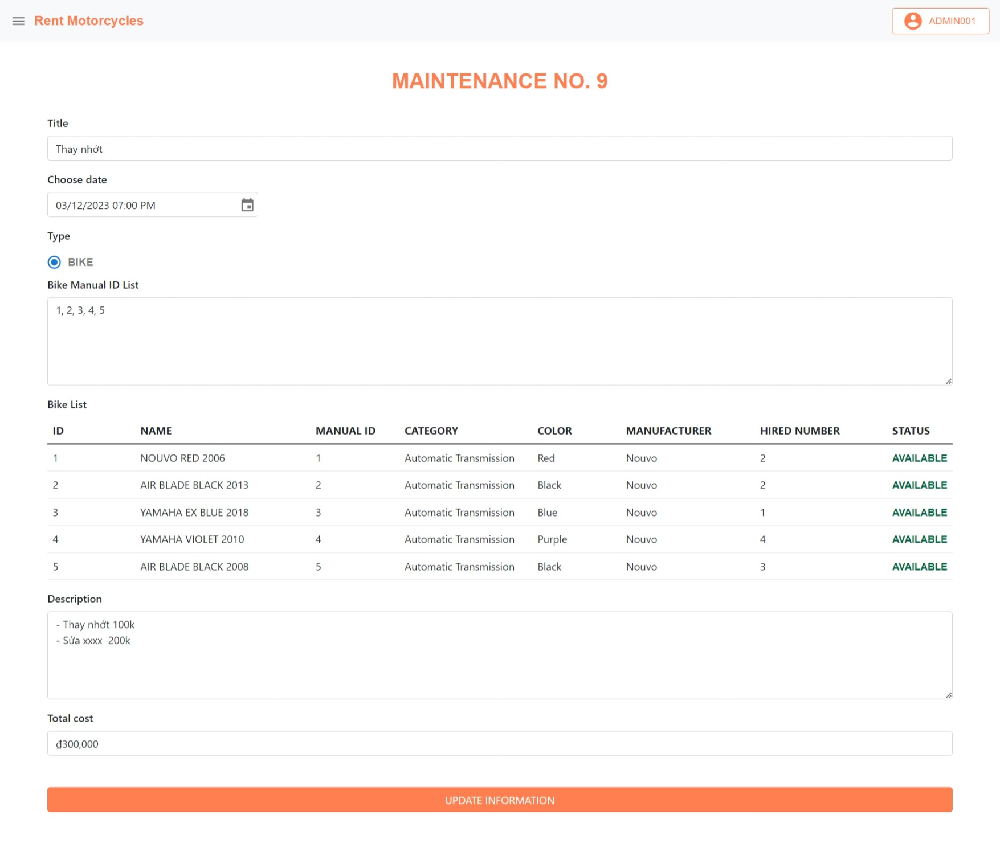 Rent Motorcycles
ADMIN001
MAINTENANCE NO. 9
Title
Thay nhớt
Choose date
03/12/2023 07:00 PM
Type
BIKE
Bike Manual ID List
1, 2, 3, 4, 5
Bike List
ID NAME MANUAL ID CATEGORY COLOR MANUFACTURER HIRED NUMBER STATUS
1 NOUVO RED 2006 1 Automatic Transmission Red Nouvo 2 AVAILABLE
2 AIR BLADE BLACK 2013 2 Automatic Transmission Black Nouvo 2 AVAILABLE
3 YAMAHA EX BLUE 2018 3 Automatic Transmission Blue Nouvo 1 AVAILABLE
4 YAMAHA VIOLET 2010 4 Automatic Transmission Purple Nouvo 4 AVAILABLE
5 AIR BLADE BLACK 2008 5 Automatic Transmission Black Nouvo 3 AVAILABLE
Description
- Thay nhớt 100k
- Sửa xxxx  200k
Total cost
₫300,000
UPDATE INFORMATION